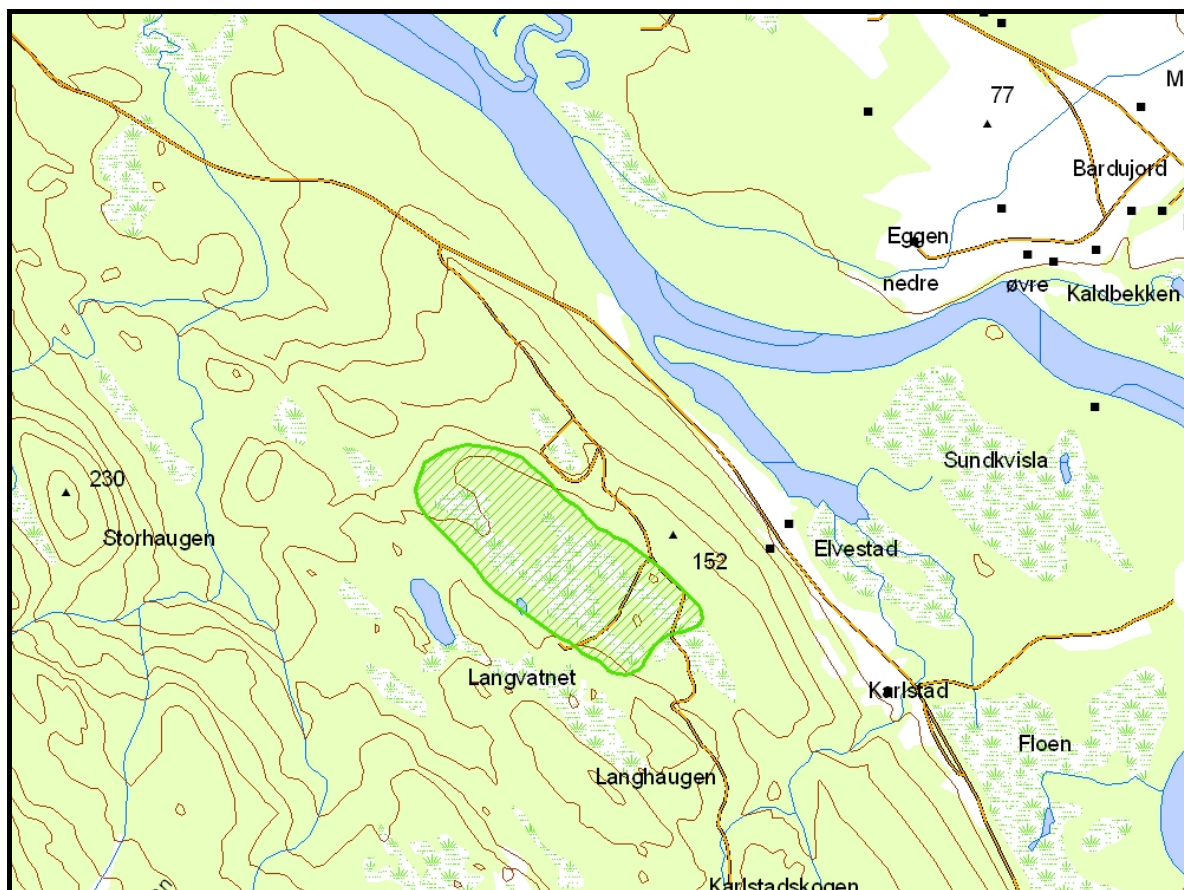 77
M
Bardujord
Eggen
nedre
øvre
Kaldbekken
Sundkvisla
230
Storhaugen
Elvestad
152
Langvatnet
Karlstad
Floen
Langhaugen
Karlstadskogen